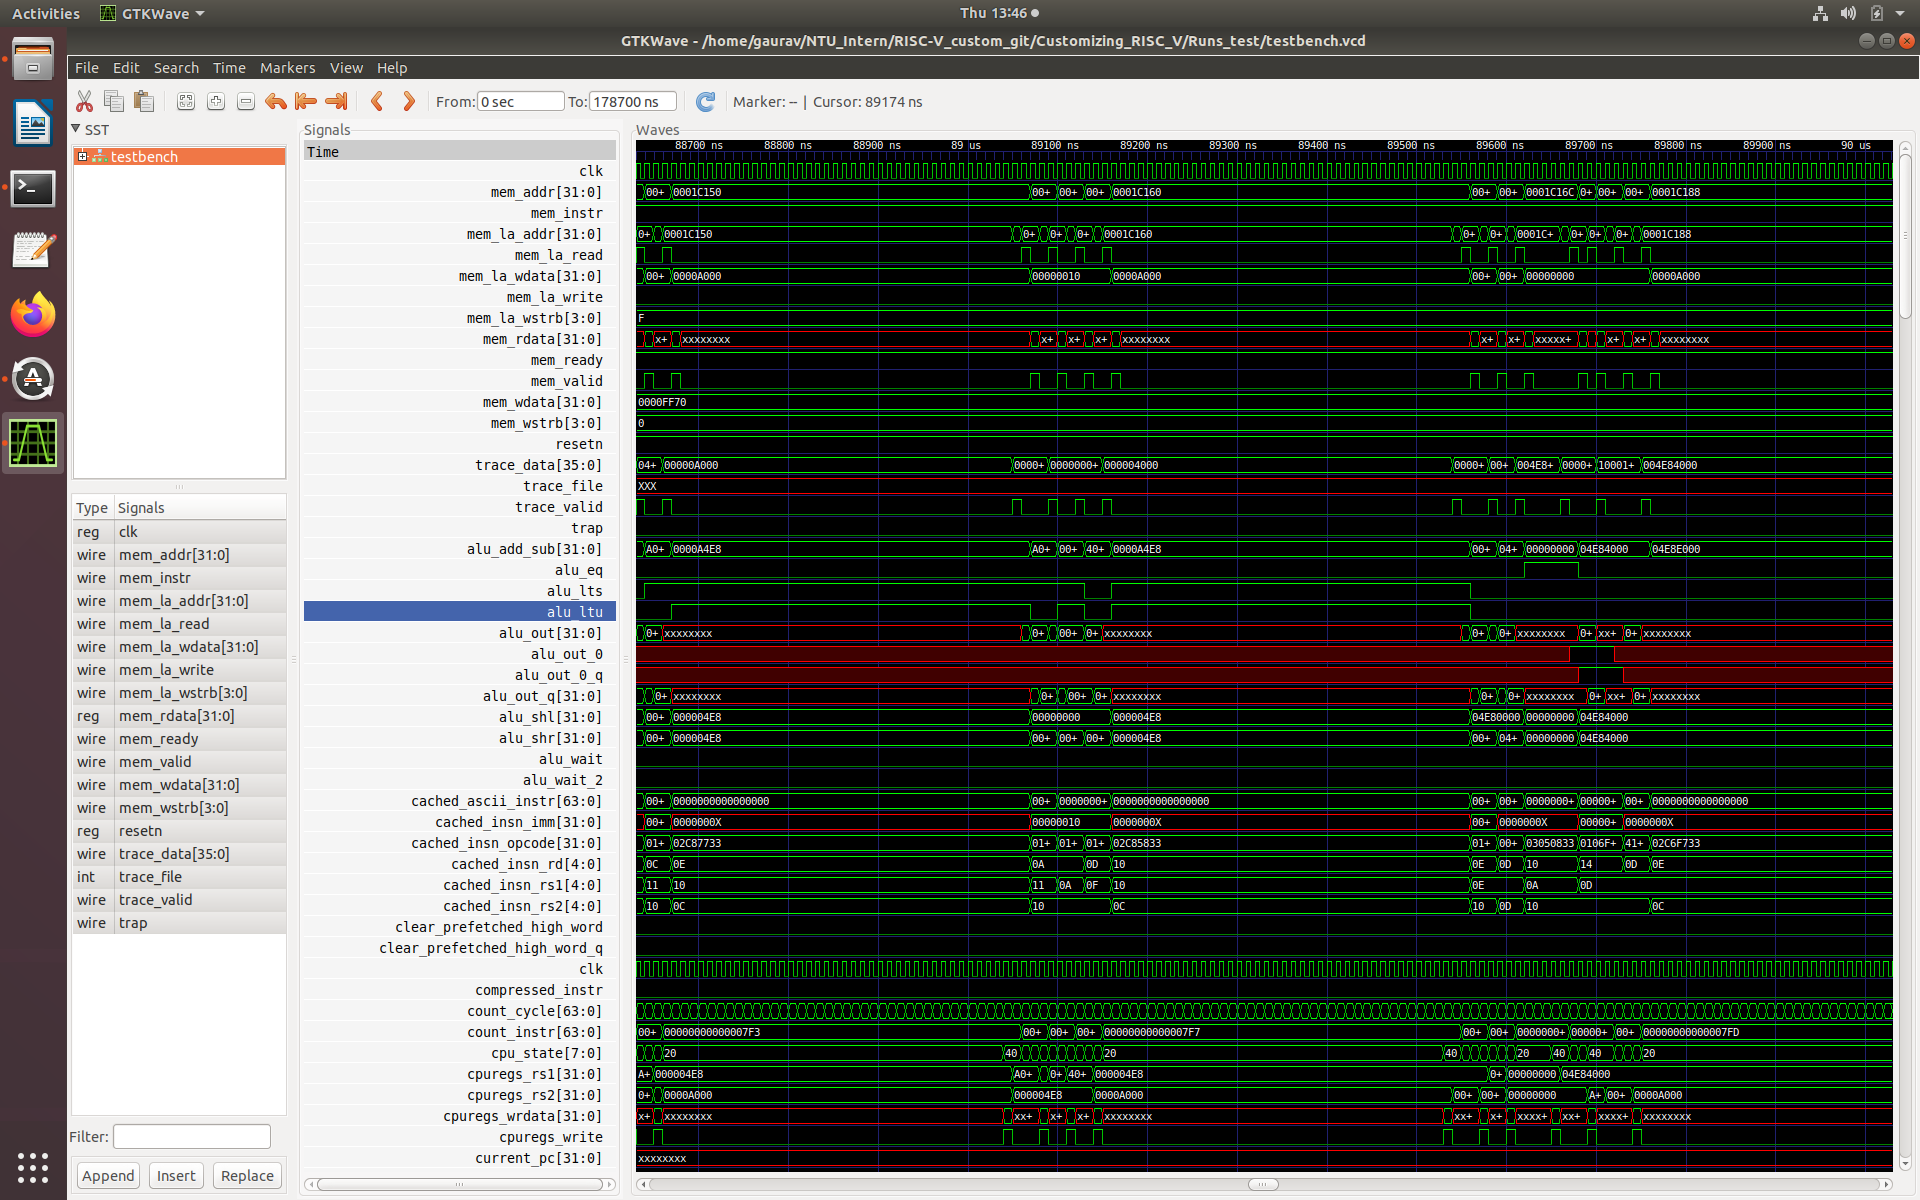 Activities GTKWave Thu 13:46
GTKWave - /home/gaurav/NTU_Intern/RISC-V_custom_git/Customizing_RISC_V/Runs_test/testbench.vcd
File Edit Search Time Markers View Help
From: 0 sec To: 178700 ns Marker: -- | Cursor: 89174 ns
SST
testbench
Type Signals
reg clk
wire mem_addr[31:0]
wire mem_instr
wire mem_la_addr[31:0]
wire mem_la_read
wire mem_la_wdata[31:0]
wire mem_la_write
wire mem_la_wstrb[3:0]
reg mem_rdata[31:0]
wire mem_ready
wire mem_valid
wire mem_wdata[31:0]
wire mem_wstrb[3:0]
reg resetn
wire trace_data[35:0]
int trace_file
wire trace_valid
wire trap
Filter:
Append Insert Replace
Signals
Waves
Time 88700 ns 88800 ns 88900 ns 89 us 89100 ns 89200 ns 89300 ns 89400 ns 89500 ns 89600 ns 89700 ns 89800 ns 89900 ns 90 us
clk
mem_addr[31:0] 00+ 0001C150 00+ 00+ 00+ 0001C160 00+ 00+ 0001C16C 0+ 00+ 00+ 0001C188
mem_instr
mem_la_addr[31:0] 0+ 0001C150 0+ 0+ 0+ 0001C160 0+ 0+ 0001C+ 0+ 0+ 0+ 0001C188
mem_la_read
mem_la_wdata[31:0] 00+ 0000A000 00000010 0000A000 00+ 00+ 00000000 0000A000
mem_la_write
mem_la_wstrb[3:0] F
mem_rdata[31:0] x+ xxxxxxxx x+ x+ x+ xxxxxxxx x+ x+ xxxxx+ x+ x+ xxxxxxxx
mem_ready
mem_valid
mem_wdata[31:0] 0000FF70
mem_wstrb[3:0] 0
resetn
trace_data[35:0] 04+ 00000A000 0000+ 0000000+ 000004000 0000+ 00+ 004E8+ 0000+ 10001+ 004E84000
trace_file XXX
trace_valid
trap
alu_add_sub[31:0] A0+ 0000A4E8 A0+ 00+ 40+ 0000A4E8 00+ 04+ 00000000 04E84000 04E8E000
alu_eq
alu_lts
alu_ltu
alu_out[31:0] 0+ xxxxxxxx 0+ 00+ 0+ xxxxxxxx 0+ 0+ xxxxxxxx 0+ xx+ 0+ xxxxxxxx
alu_out_0
alu_out_0_q
alu_out_q[31:0] 0+ xxxxxxxx 0+ 00+ 0+ xxxxxxxx 0+ 0+ xxxxxxxx 0+ xx+ 0+ xxxxxxxx
alu_shl[31:0] 00+ 000004E8 00000000 000004E8 04E80000 00000000 04E84000
alu_shr[31:0] 00+ 000004E8 00+ 00+ 00+ 000004E8 00+ 04+ 00000000 04E84000
alu_wait
alu_wait_2
cached_ascii_instr[63:0] 00+ 0000000000000000 00+ 0000000+ 0000000000000000 00+ 00+ 0000000+ 00000+ 00+ 0000000000000000
cached_insn_imm[31:0] 00+ 0000000X 00000010 0000000X 00+ 0000000X 00000+ 0000000X
cached_insn_opcode[31:0] 01+ 02C87733 01+ 01+ 01+ 02C85833 01+ 00+ 03050833 0106F+ 41+ 02C6F733
cached_insn_rd[4:0] 0C 0E 0A 0D 10 0E 0D 10 14 0D 0E
cached_insn_rs1[4:0] 11 10 11 0A 0F 10 0E 0A 0D
cached_insn_rs2[4:0] 10 0C 10 0C 10 0D 10 0C
clear_prefetched_high_word
clear_prefetched_high_word_q
clk
compressed_instr
count_cycle[63:0]
count_instr[63:0] 00+ 00000000000007F3 00+ 00+ 00+ 00000000000007F7 00+ 00+ 0000000+ 00000+ 00+ 00000000000007FD
cpu_state[7:0] 20 40 20 40 20 40 40 20
cpuregs_rs1[31:0] A+ 000004E8 A0+ 0+ 40+ 000004E8 0+ 00000000 04E84000
cpuregs_rs2[31:0] 0+ 0000A000 000004E8 0000A000 00+ 00+ 00000000 A+ 00+ 0000A000
cpuregs_wrdata[31:0] x+ xxxxxxxx xx+ x+ x+ xxxxxxxx xx+ x+ xxxx+ xx+ xxxx+ xxxxxxxx
cpuregs_write
current_pc[31:0] xxxxxxxx